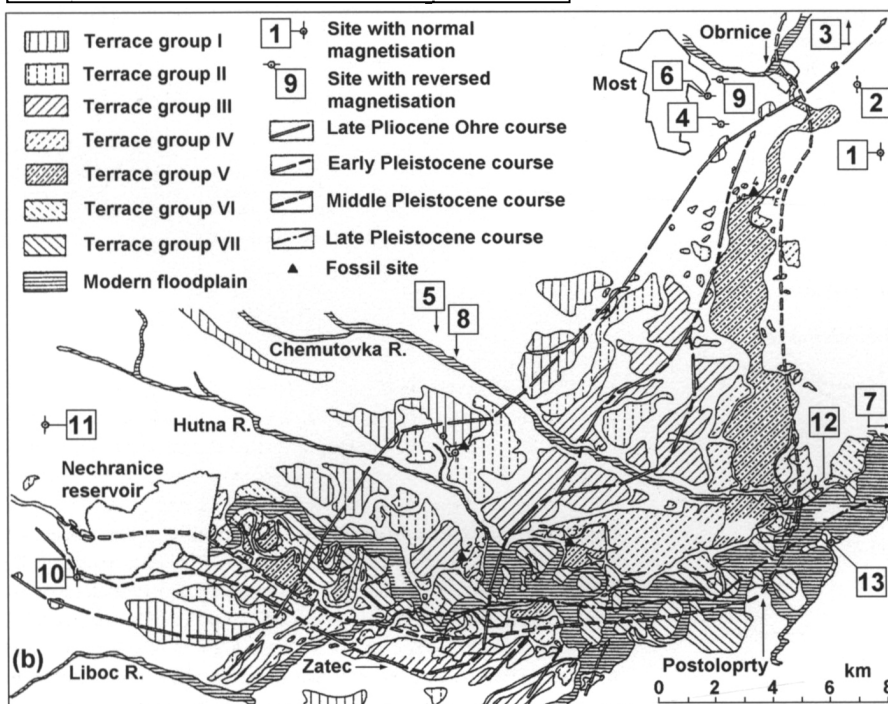 Terrace group I
Terrace group II
Terrace group III
Terrace group IV
Terrace group V
Terrace group VI
Terrace group VII
Modern floodplain
1 Site with normal
magnetisation
9 Site with reversed
magnetisation
Late Pliocene Ohre course
Early Pleistocene course
Middle Pleistocene course
Late Pleistocene course
Fossil site
Obrnice
3
Most
6
9
2
4
1
4
5
8
Chemutovka R.
Hutna R.
7
11
12
Nechranice
reservoir
2
10
13
(b)
Liboc R.
Zatec
Postoloprty
km
0 2 4 6 8